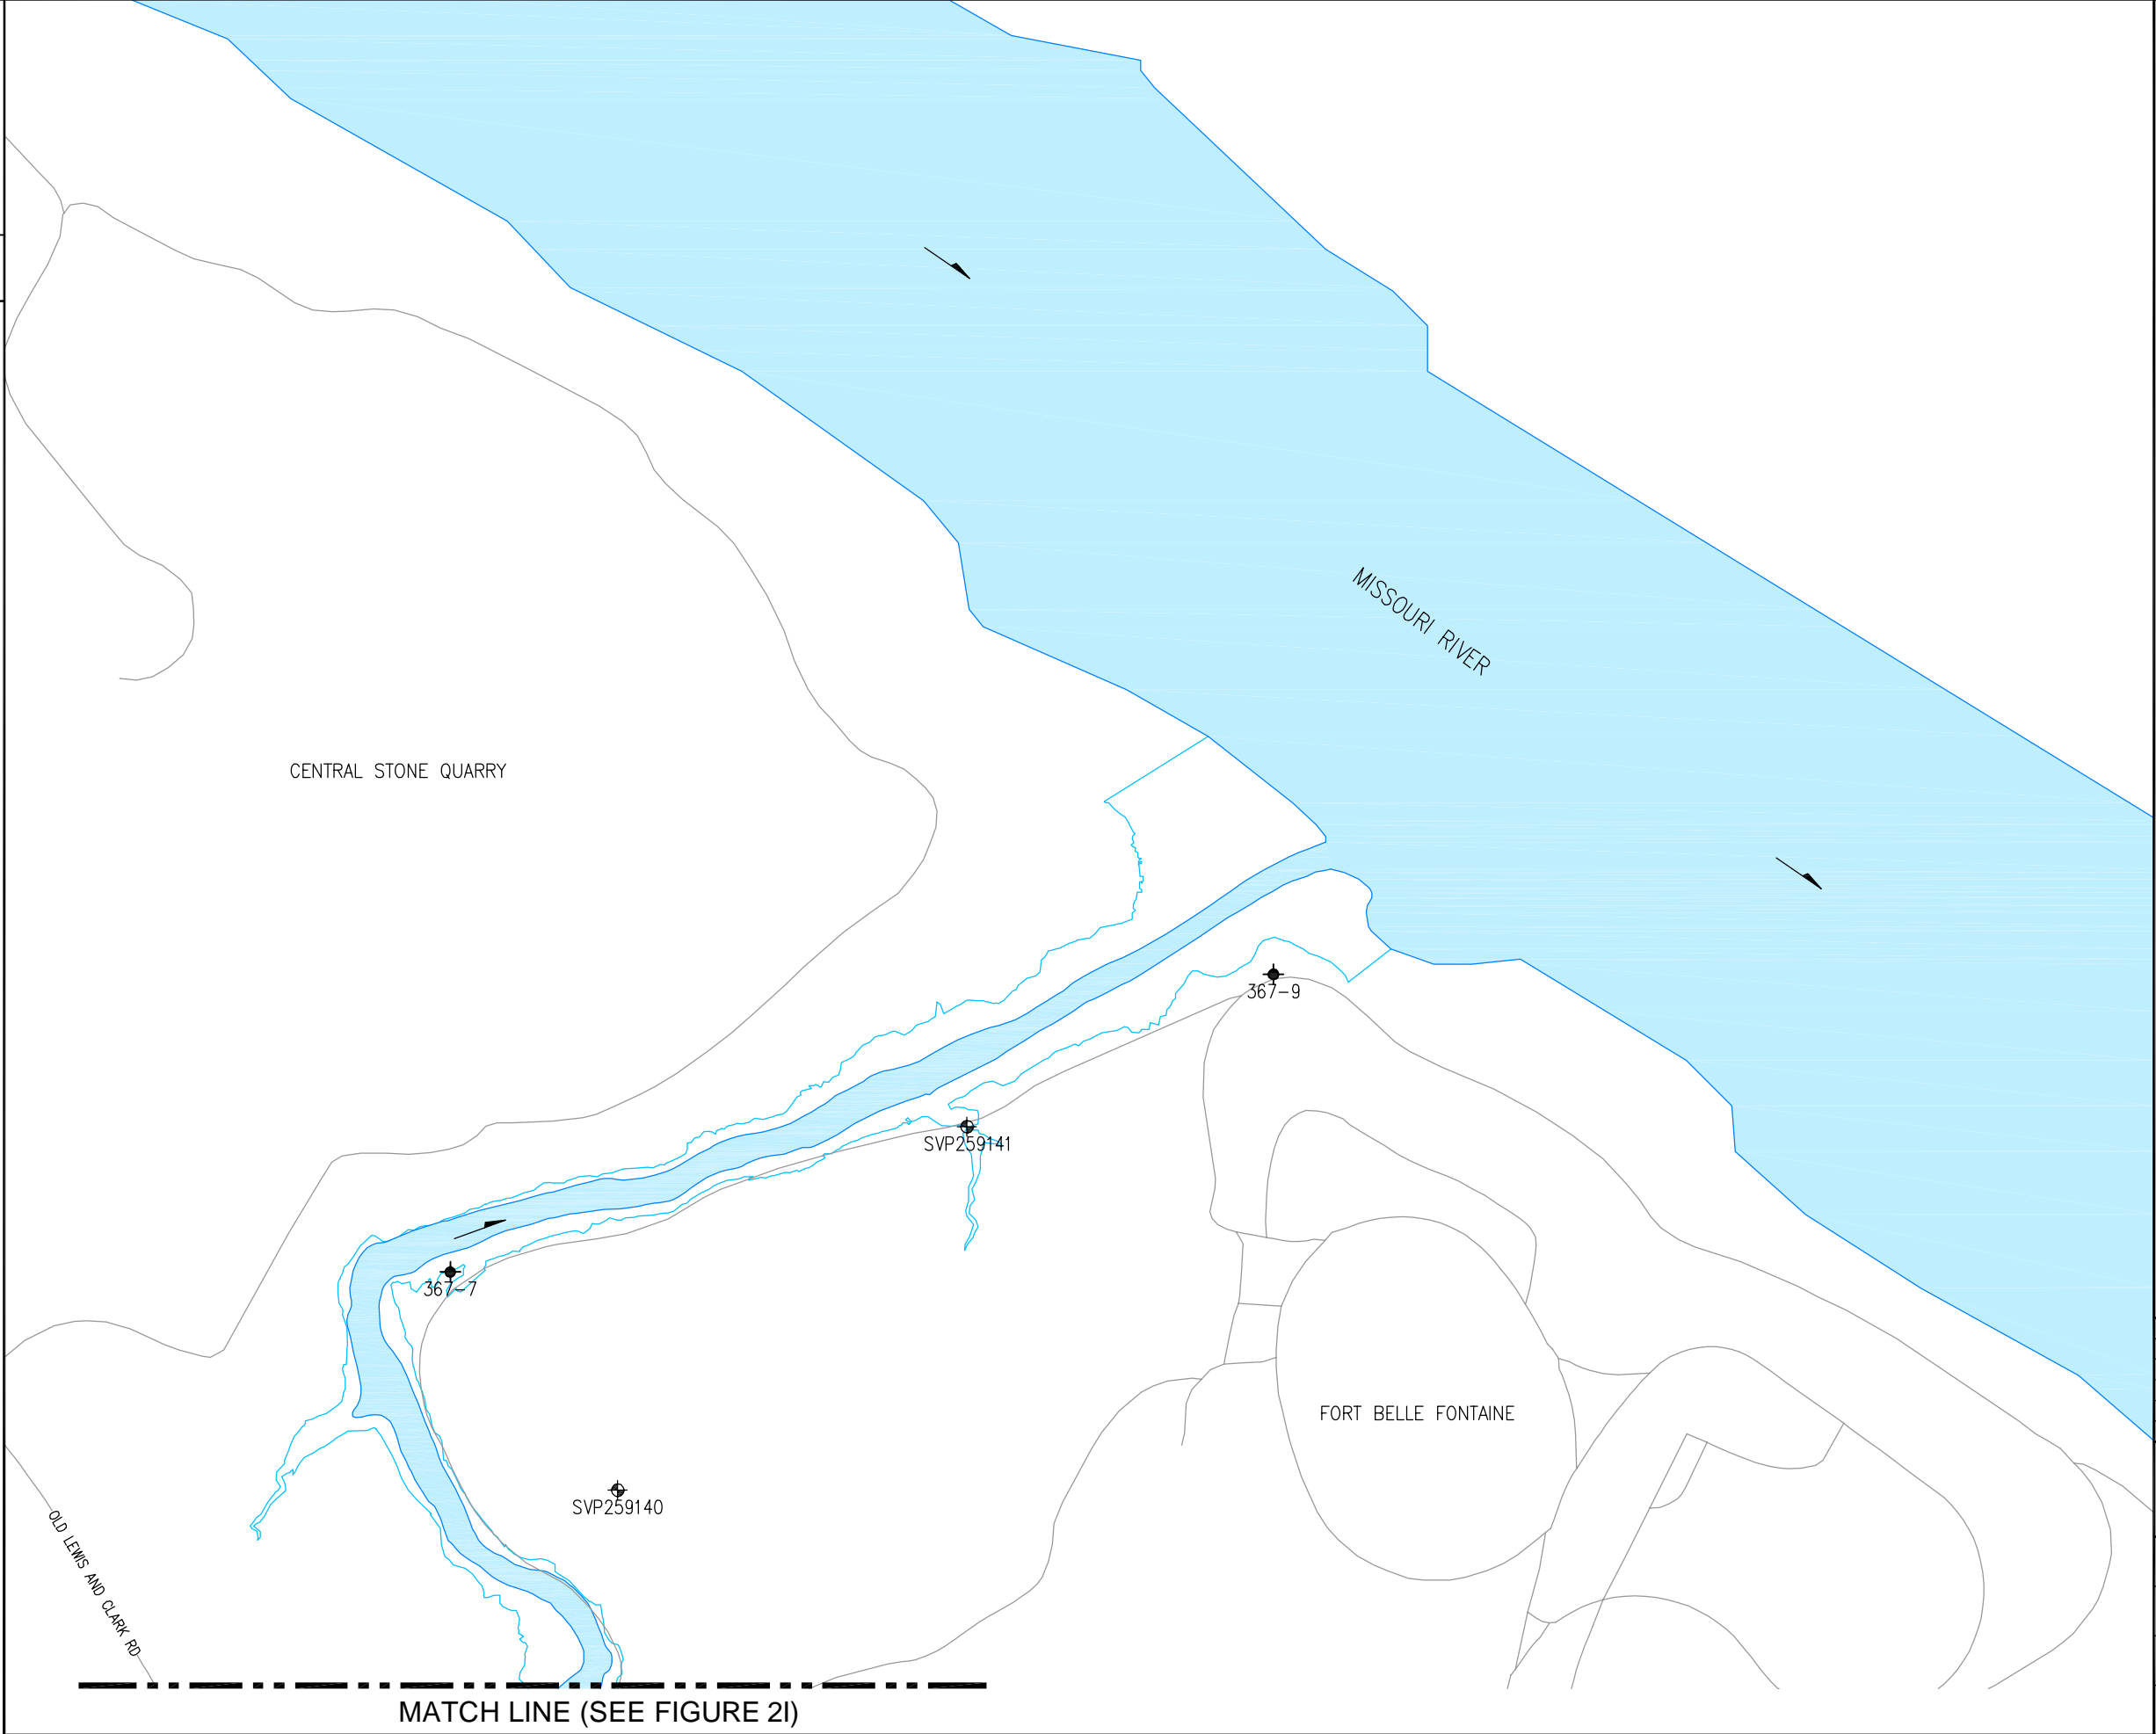 MISSOURI RIVER
CENTRAL STONE QUARRY
367-9
SVP259141
367-7
FORT BELLE FONTAINE
SVP259140
OLD LEWIS AND CLARK RD
MATCH LINE (SEE FIGURE 2I)